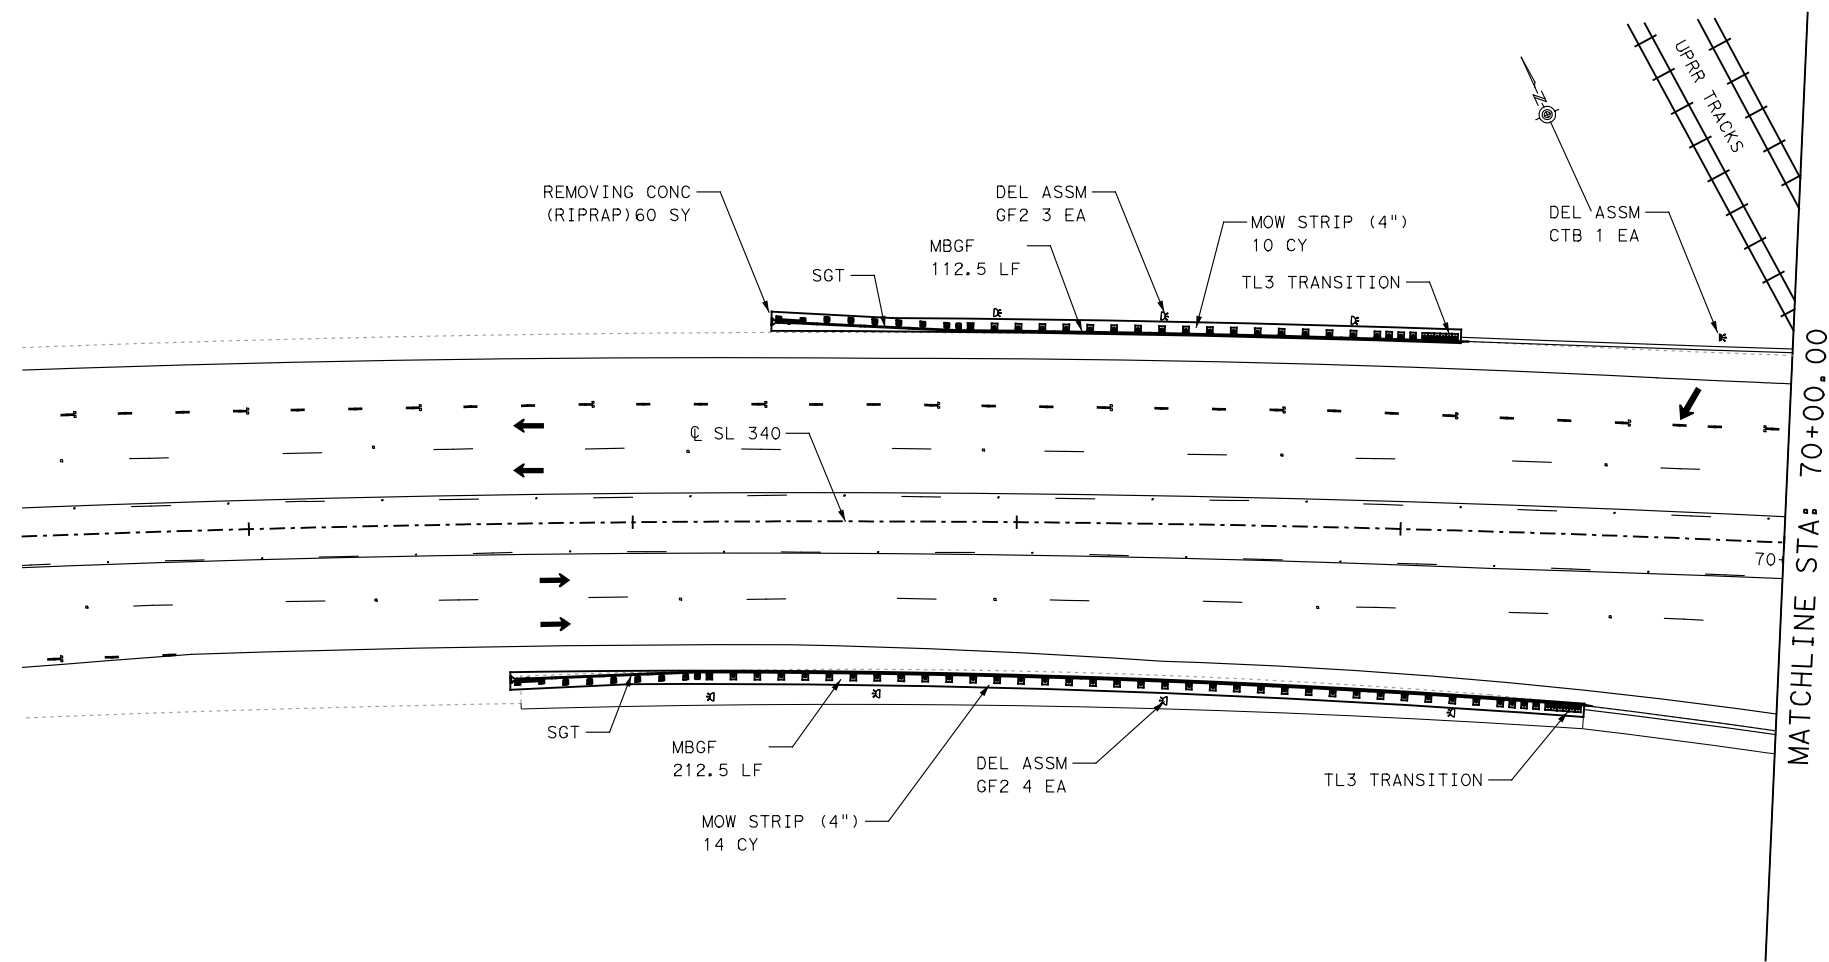 UPRR TRACKS
REMOVING CONC
(RIPRAP)60 SY
DEL ASSM
GF2 3 EA
MOW STRIP (4")
10 CY
DEL ASSM
CTB 1 EA
MBGF
112.5 LF
SGT
TL3 TRANSITION
N
℄ SL 340
70
MATCHLINE STA: 70+00.00
SGT
MBGF
212.5 LF
DEL ASSM
GF2 4 EA
TL3 TRANSITION
MOW STRIP (4")
14 CY